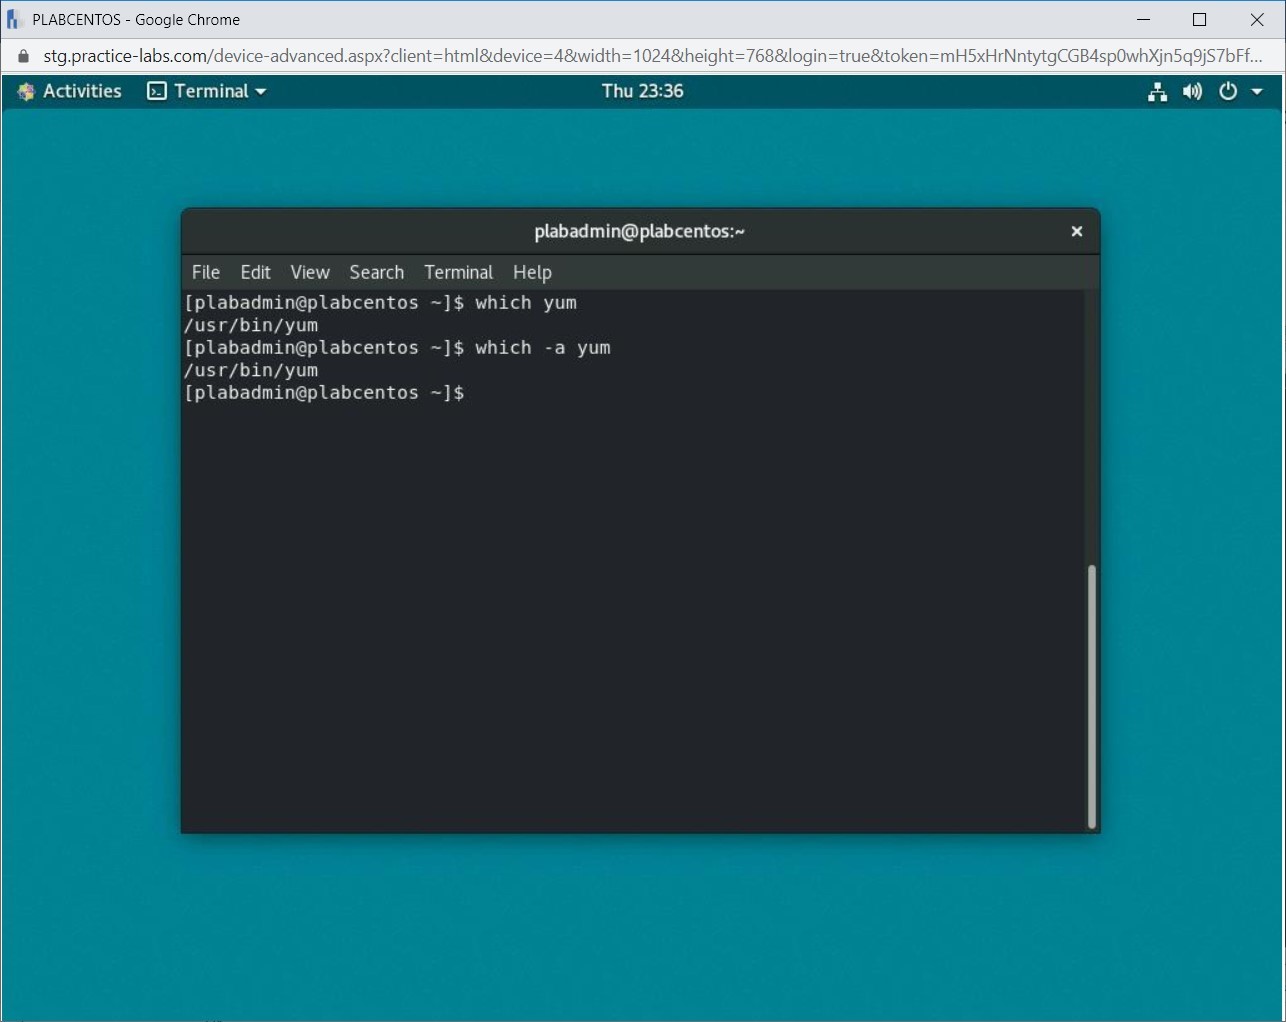 PLABCENTOS - Google Chrome
stg.practice-labs.com/device-advanced.aspx?client=html&device=4&width=1024&height=768&login=true&token=mH5xHrNntytgCGB4sp0whXjn5q9jS7bFf...
Activities Terminal Thu 23:36
plabadmin@plabcentos:~
File Edit View Search Terminal Help
[plabadmin@plabcentos ~]$ which yum
/usr/bin/yum
[plabadmin@plabcentos ~]$ which -a yum
/usr/bin/yum
[plabadmin@plabcentos ~]$